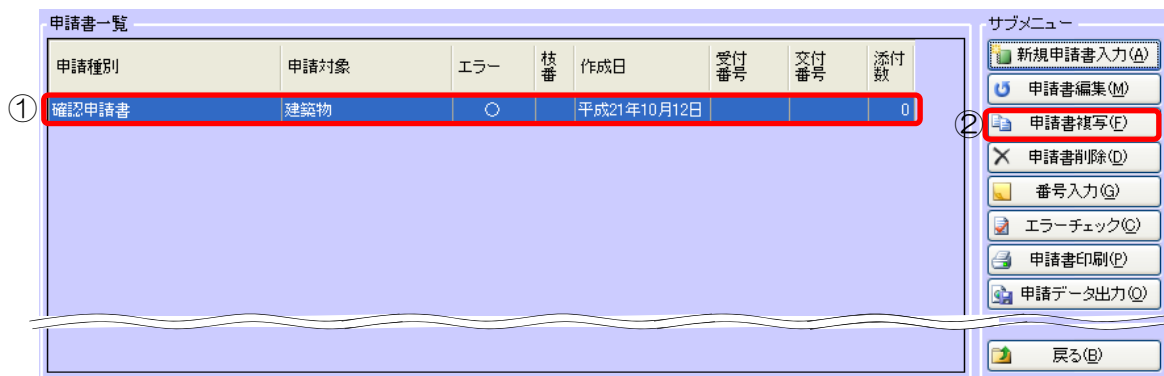 申請書一覧
申請種別 申請対象 エラー 枝番 作成日 受付番号 交付番号 添付数
① 確認申請書 建築物 ○ 平成21年10月12日 0
サブメニュー
新規申請書入力(A)
申請書編集(M)
② 申請書複写(F)
申請書削除(D)
番号入力(G)
エラーチェック(C)
申請書印刷(P)
申請データ出力(O)
戻る(B)